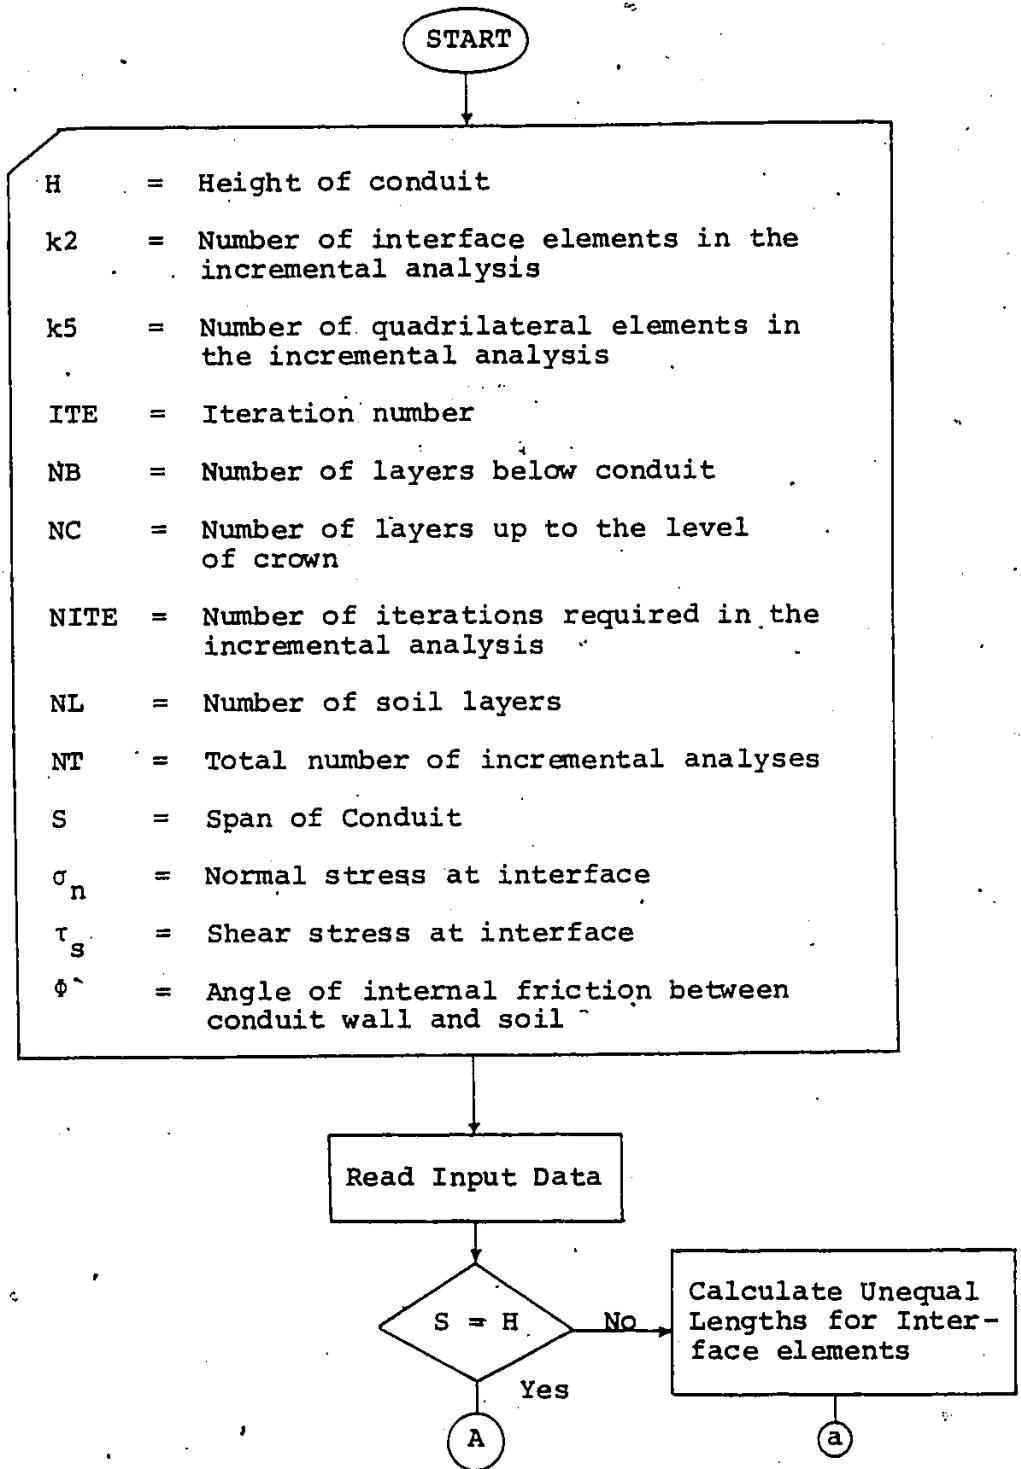 START
H = Height of conduit
k2 = Number of interface elements in the
incremental analysis
k5 = Number of quadrilateral elements in
the incremental analysis
ITE = Iteration number
NB = Number of layers below conduit
NC = Number of layers up to the level
of crown
NITE = Number of iterations required in the
incremental analysis
NL = Number of soil layers
NT = Total number of incremental analyses
S = Span of Conduit
σn = Normal stress at interface
τs = Shear stress at interface
Φ` = Angle of internal friction between
conduit wall and soil
Read Input Data
S = H
No
Calculate Unequal
Lengths for Inter-
face elements
Yes
A
a